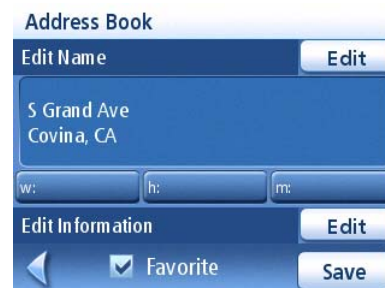 Address Book
Edit Name Edit
S Grand Ave
Covina, CA
w: h: m:
Edit Information Edit
Favorite Save